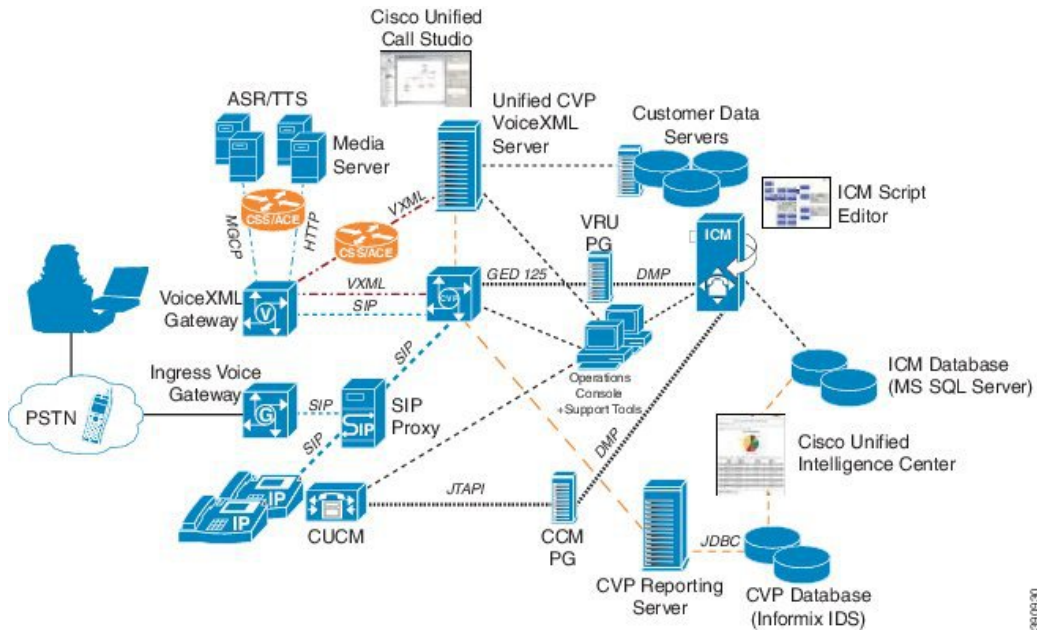 Cisco Unified
Call Studio
ASR/TTS
Media
Server
Unified CVP
VoiceXML
Server
Customer Data
Servers
ICM Script
Editor
CSS/ACE
MGCP
HTTP
VXML
CSS/ACE
VRU
PG
ICM
GED 125
DMP
VoiceXML
Gateway
V
VXML
SIP
CVP
SIP
Operations
Console
+Support Tools
ICM Database
(MS SQL Server)
PSTN
Ingress Voice
Gateway
G
SIP
SIP
SIP
Proxy
SIP
IP
IP
CUCM
JTAPI
CCM
PG
DMP
Cisco Unified
Intelligence Center
CVP Reporting
Server
JDBC
CVP Database
(Informix IDS)
390930